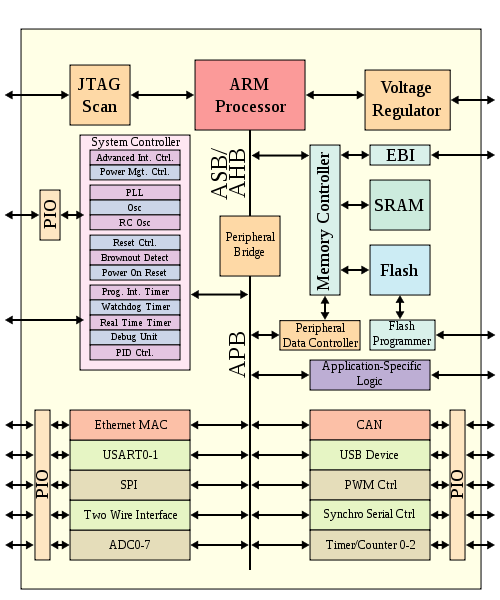 JTAG
Scan
ARM
Processor
Voltage
Regulator
System Controller
Advanced Int. Ctrl.
Power Mgt. Ctrl.
PLL
Osc
RC Osc
Reset Ctrl.
Brownout Detect
Power On Reset
Prog. Int. Timer
Watchdog Timer
Real Time Timer
Debug Unit
PID Ctrl.
PIO
ASB/
AHB
Peripheral
Bridge
APB
Memory Controller
EBI
SRAM
Flash
Peripheral
Data Controller
Flash
Programmer
Application-Specific
Logic
PIO
Ethernet MAC
USART0-1
SPI
Two Wire Interface
ADC0-7
CAN
USB Device
PWM Ctrl
Synchro Serial Ctrl
Timer/Counter 0-2
PIO